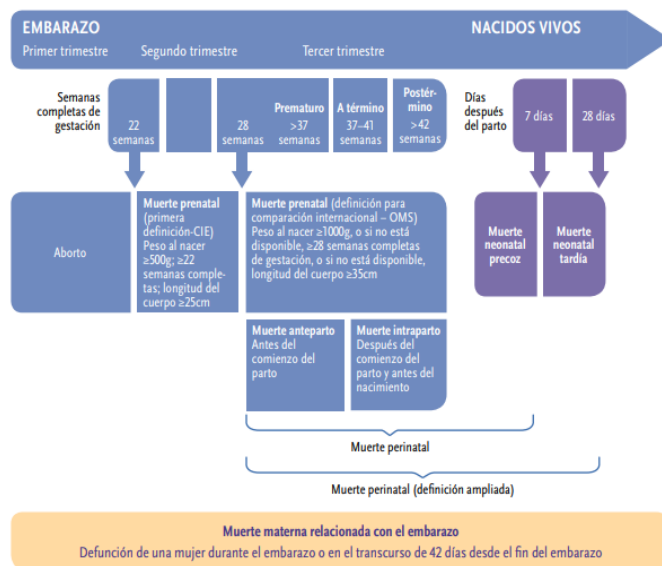 EMBARAZO
NACIDOS VIVOS
Primer trimestre
Segundo trimestre
Tercer trimestre
Semanas
completas de
gestación
22
semanas
28
semanas
Prematuro
>37
semanas
A término
37–41
semanas
Postér-
mino
>42
semanas
Días
después
del parto
7 días
28 días
Aborto
Muerte prenatal
(primera
definición-CIE)
Peso al nacer
≥500g; ≥22
semanas comple-
tas; longitud del
cuerpo ≥25cm
Muerte prenatal (definición para
comparación internacional – OMS)
Peso al nacer ≥1000g, o si no está
disponible, ≥28 semanas completas
de gestación, o si no está disponible,
longitud del cuerpo ≥35cm
Muerte
neonatal
precoz
Muerte
neonatal
tardía
Muerte anteparto
Antes del
comienzo del
parto
Muerte intraparto
Después del
comienzo del
parto y antes del
nacimiento
Muerte perinatal
Muerte perinatal (definición ampliada)
Muerte materna relacionada con el embarazo
Defunción de una mujer durante el embarazo o en el transcurso de 42 días desde el fin del embarazo